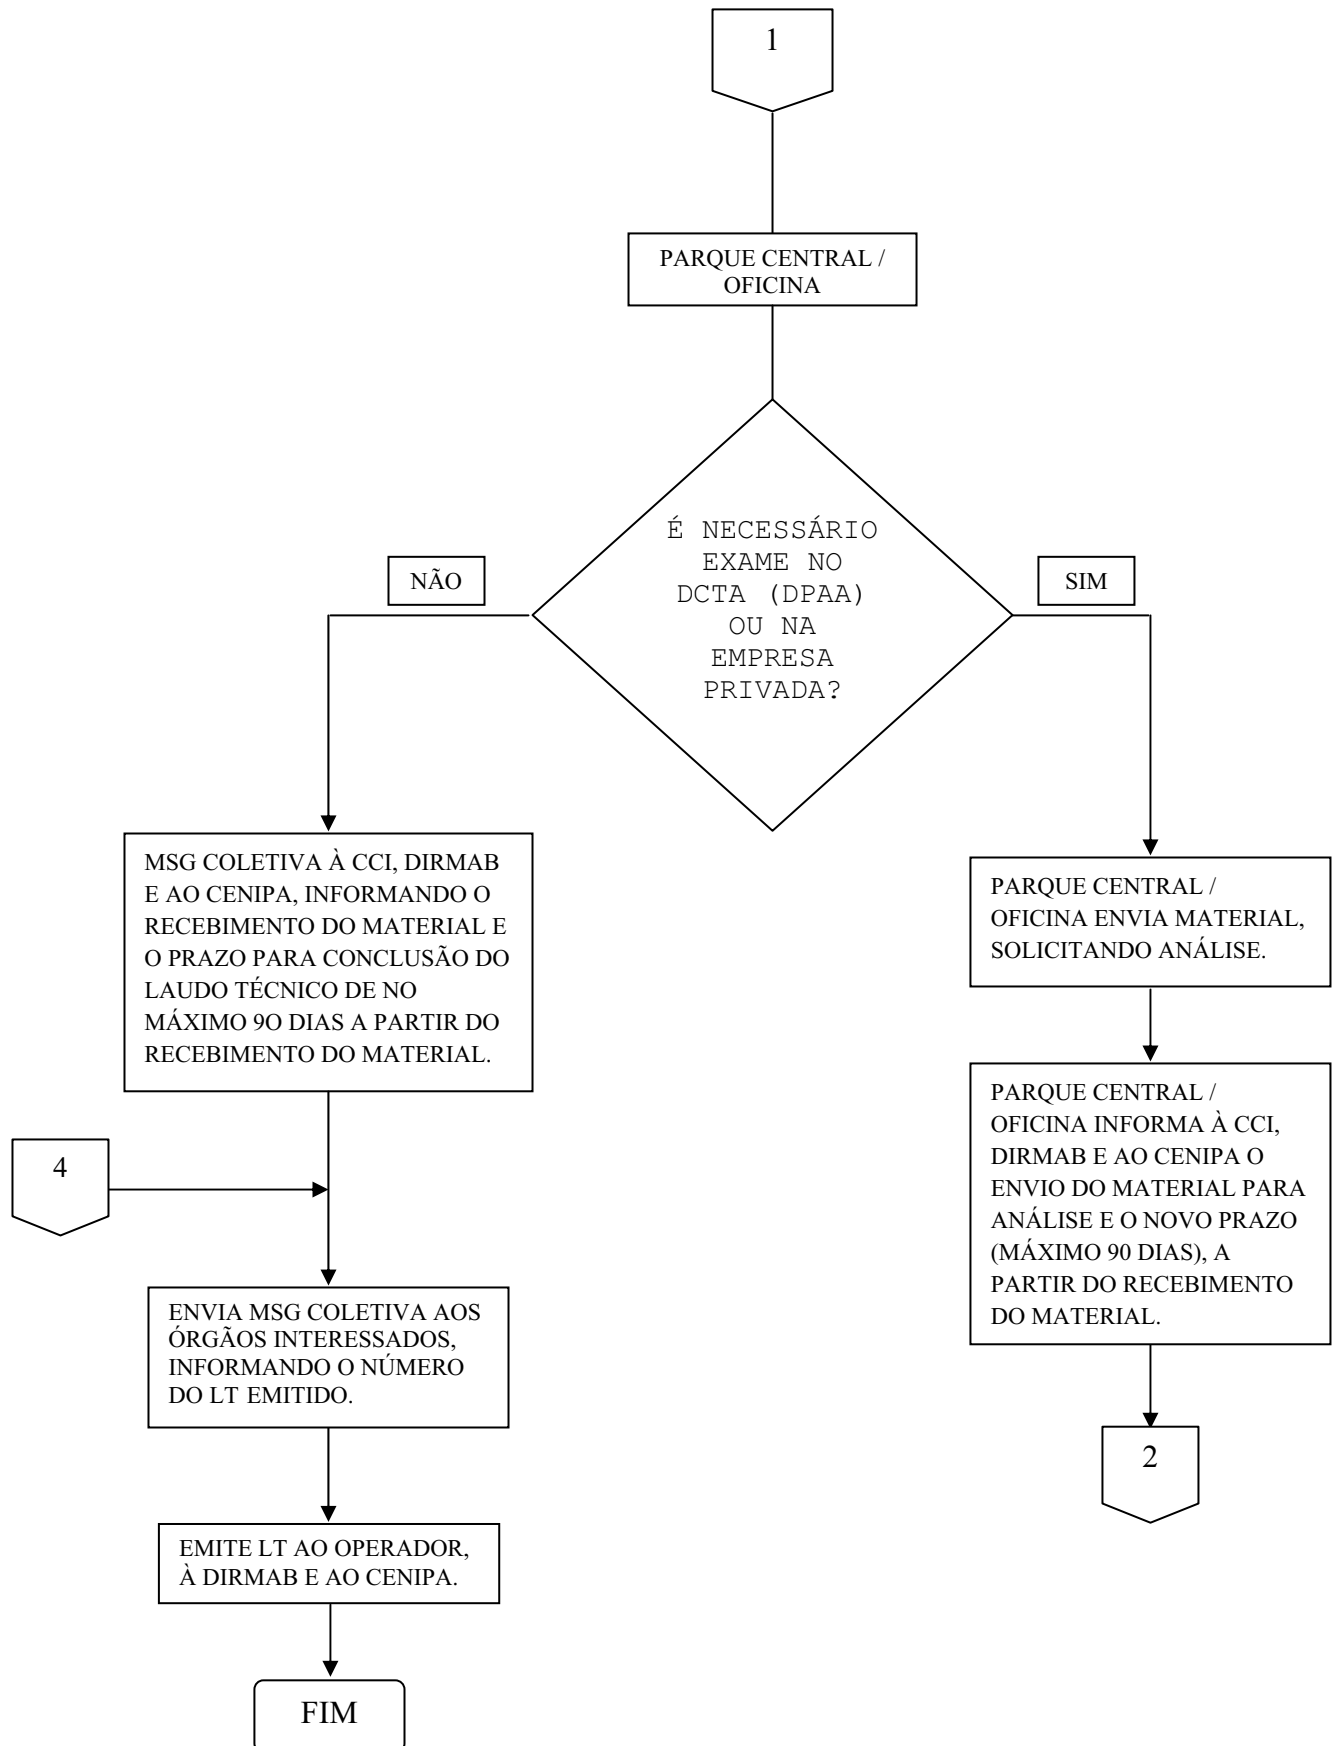 1
PARQUE CENTRAL /
OFICINA
É NECESSÁRIO
EXAME NO
DCTA (DPAA)
OU NA
EMPRESA
PRIVADA?
NÃO
SIM
MSG COLETIVA À CCI, DIRMAB
E AO CENIPA, INFORMANDO O
RECEBIMENTO DO MATERIAL E
O PRAZO PARA CONCLUSÃO DO
LAUDO TÉCNICO DE NO
MÁXIMO 9O DIAS A PARTIR DO
RECEBIMENTO DO MATERIAL.
4
ENVIA MSG COLETIVA AOS
ÓRGÃOS INTERESSADOS,
INFORMANDO O NÚMERO
DO LT EMITIDO.
EMITE LT AO OPERADOR,
À DIRMAB E AO CENIPA.
FIM
PARQUE CENTRAL /
OFICINA ENVIA MATERIAL,
SOLICITANDO ANÁLISE.
PARQUE CENTRAL /
OFICINA INFORMA À CCI,
DIRMAB E AO CENIPA O
ENVIO DO MATERIAL PARA
ANÁLISE E O NOVO PRAZO
(MÁXIMO 90 DIAS), A
PARTIR DO RECEBIMENTO
DO MATERIAL.
2